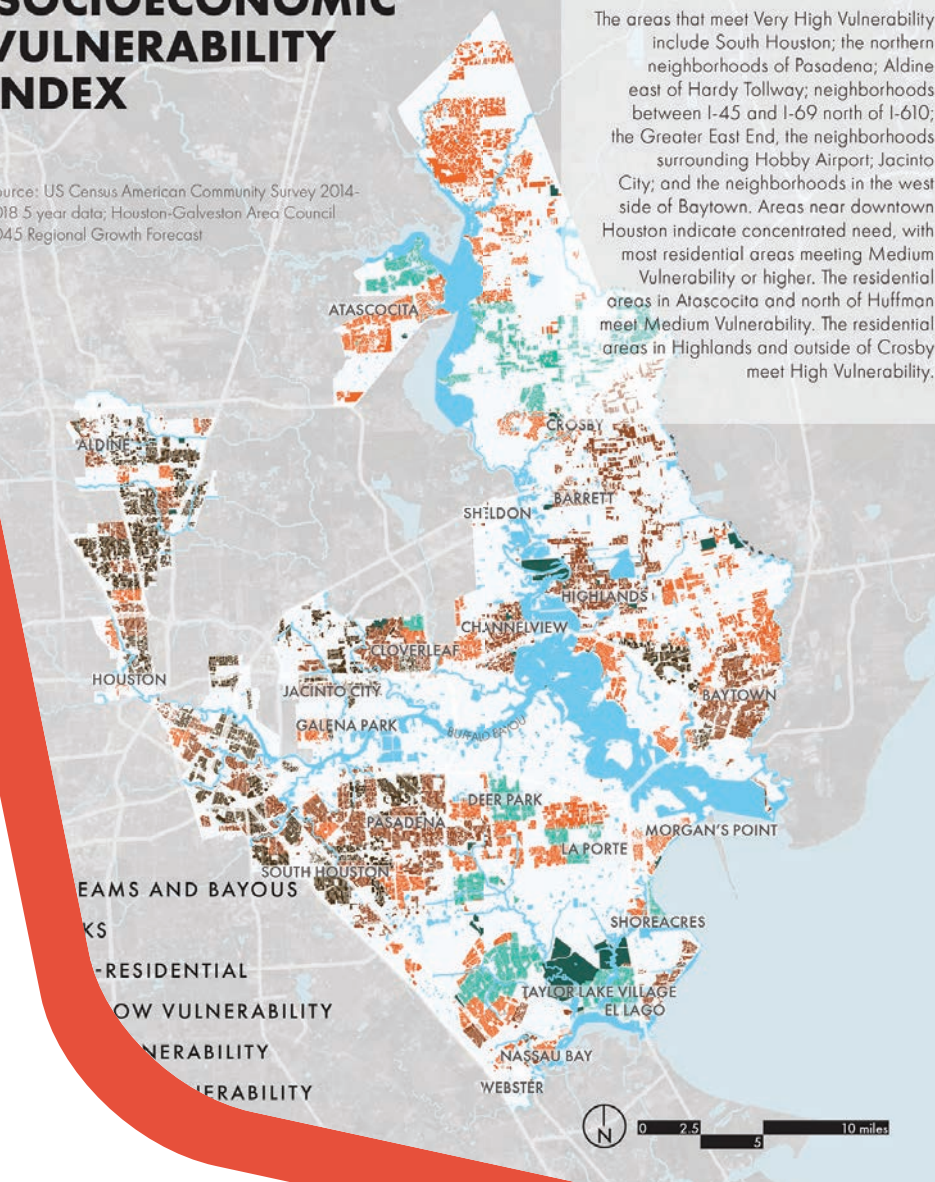 SOCIOECONOMIC
VULNERABILITY
INDEX
ource: US Census American Community Survey 2014-
018 5 year data; Houston-Galveston Area Council
045 Regional Growth Forecast
The areas that meet Very High Vulnerability
include South Houston; the northern
neighborhoods of Pasadena; Aldine
east of Hardy Tollway; neighborhoods
between I-45 and I-69 north of I-610;
the Greater East End, the neighborhoods
surrounding Hobby Airport; Jacinto
City; and the neighborhoods in the west
side of Baytown. Areas near downtown
Houston indicate concentrated need, with
most residential areas meeting Medium
Vulnerability or higher. The residential
areas in Atascocita and north of Huffman
meet Medium Vulnerability. The residential
areas in Highlands and outside of Crosby
meet High Vulnerability.
ATASCOCITA
CROSBY
ALDINE
BARRETT
SHELDON
HIGHLANDS
CHANNELVIEW
CLOVERLEAF
HOUSTON
JACINTO CITY
BAYTOWN
GALENA PARK
BUFFALO BAYOU
DEER PARK
PASADENA
MORGAN'S POINT
LA PORTE
SOUTH HOUSTON
EAMS AND BAYOUS
SHOREACRES
KS
-RESIDENTIAL
TAYLOR LAKE VILLAGE
EL LAGO
OW VULNERABILITY
NERABILITY
NASSAU BAY
WEBSTER
ERABILITY
N
0 2.5 10 miles
5